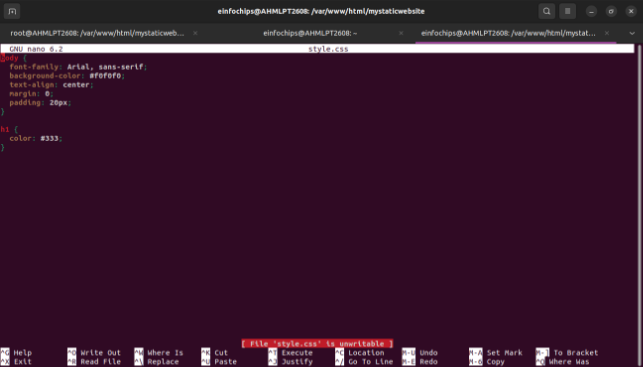 einfochips@AHMLPT2608: /var/www/html/mystaticwebsite
root@AHMLPT2608: /var/www/html/mystaticweb... × einfochips@AHMLPT2608: ~ × einfochips@AHMLPT2608: /var/www/html/mystat... ×
GNU nano 6.2 style.css
body {
font-family: Arial, sans-serif;
background-color: #f0f0f0;
text-align: center;
margin: 0;
padding: 20px;
}
h1 {
color: #333;
}
[ File 'style.css' is unwritable ]
^G Help ^O Write Out ^W Where Is ^K Cut ^T Execute ^C Location M-U Undo M-A Set Mark M-] To Bracket
^X Exit ^R Read File ^\ Replace ^U Paste ^J Justify ^/ Go To Line M-E Redo M-6 Copy ^Q Where Was